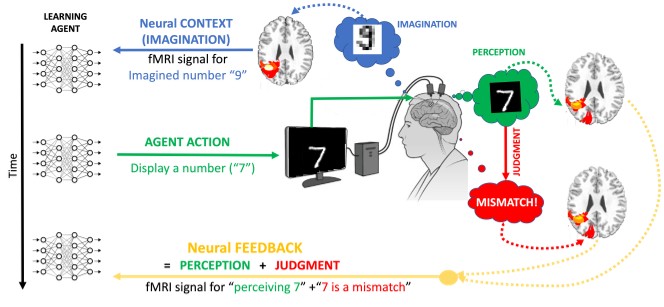 LEARNING
AGENT
Neural CONTEXT
(IMAGINATION)
fMRI signal for
Imagined number “9”
9
IMAGINATION
PERCEPTION
7
JUDGMENT
MISMATCH!
Time
AGENT ACTION
Display a number (“7”)
7
Neural FEEDBACK
= PERCEPTION + JUDGMENT
fMRI signal for “perceiving 7” +“7 is a mismatch”